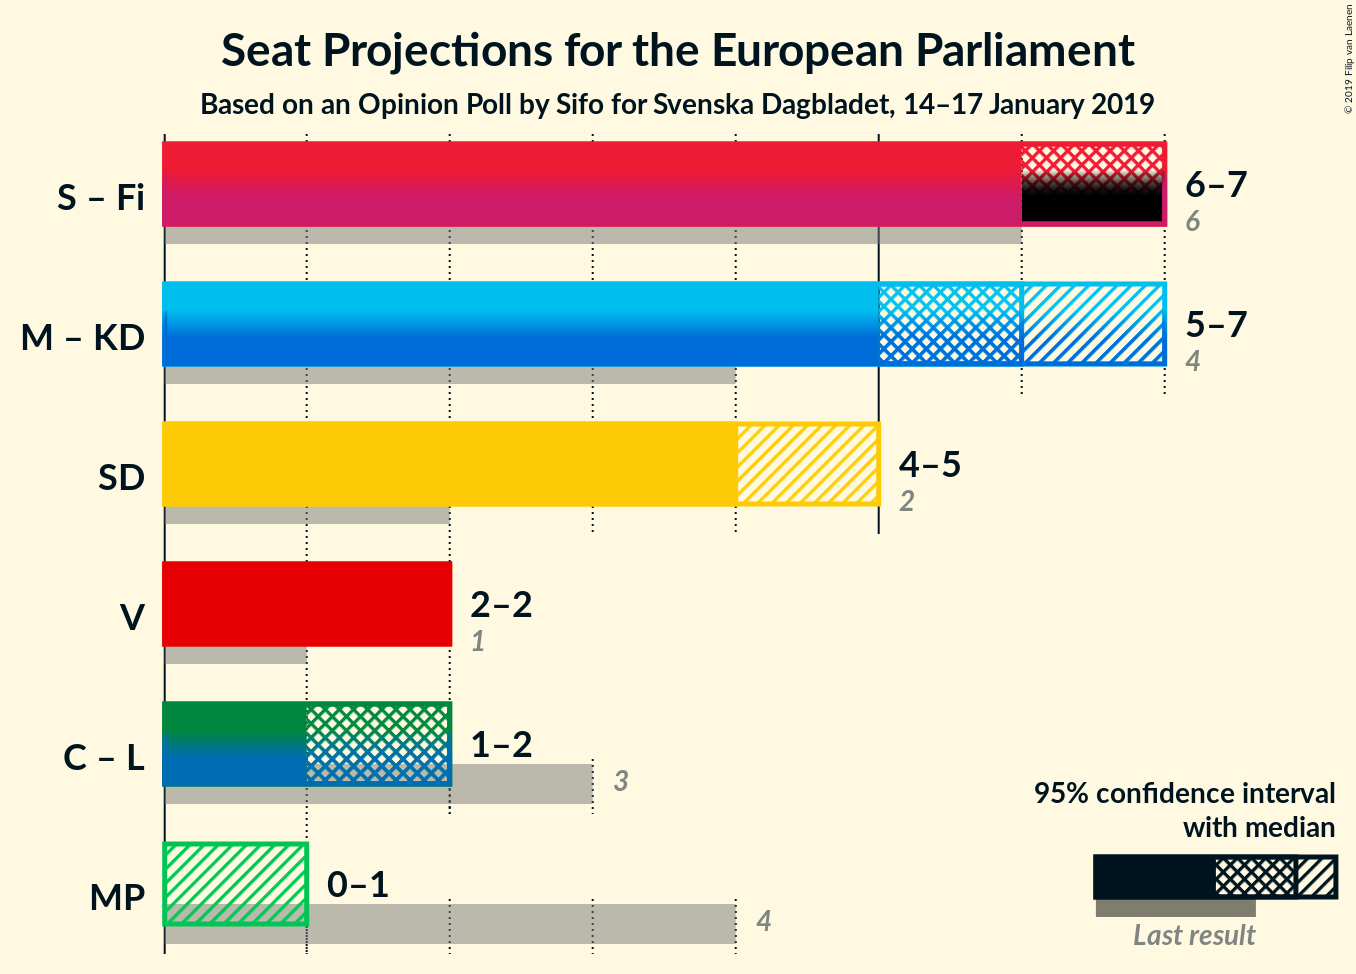 Seat Projections for the European Parliament
Based on an Opinion Poll by Sifo for Svenska Dagbladet, 14–17 January 2019
© 2019 Filip van Laenen
S – Fi
6–7
6
M – KD
5–7
4
SD
4–5
2
V
2–2
1
C – L
1–2
3
MP
0–1
4
95% confidence interval
with median
Last result